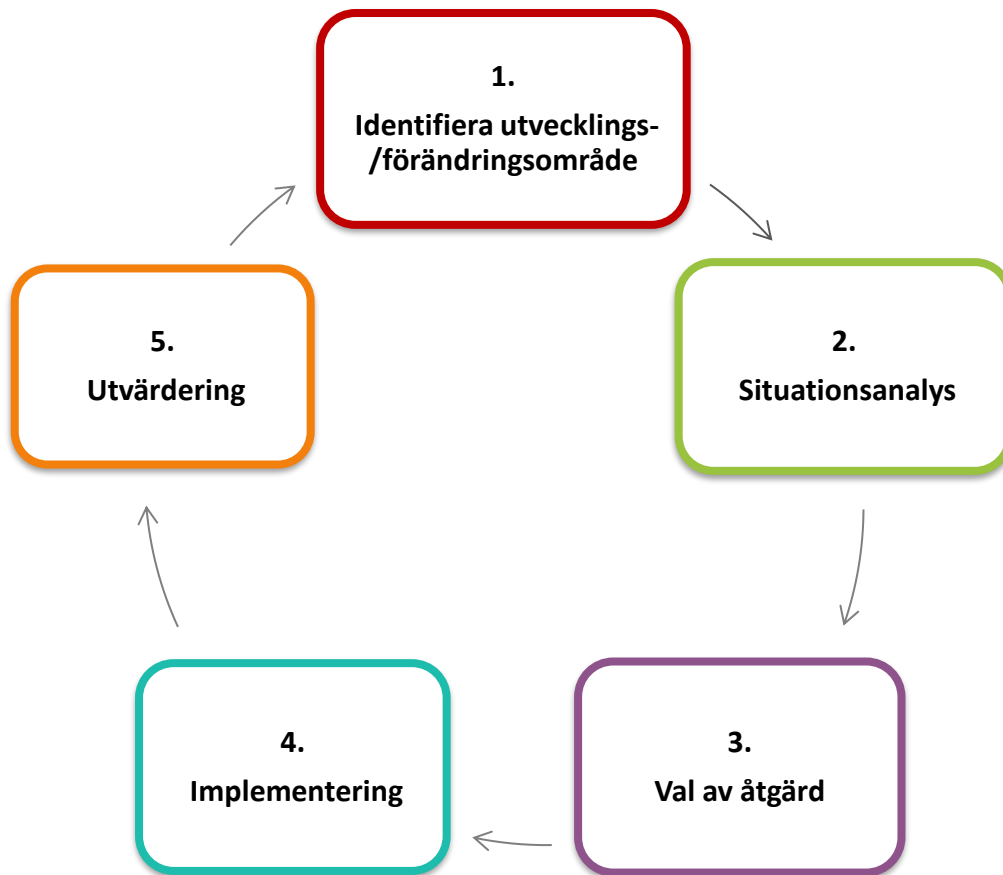 1.
Identifiera utvecklings-
/förändringsområde
2.
Situationsanalys
3.
Val av åtgärd
4.
Implementering
5.
Utvärdering